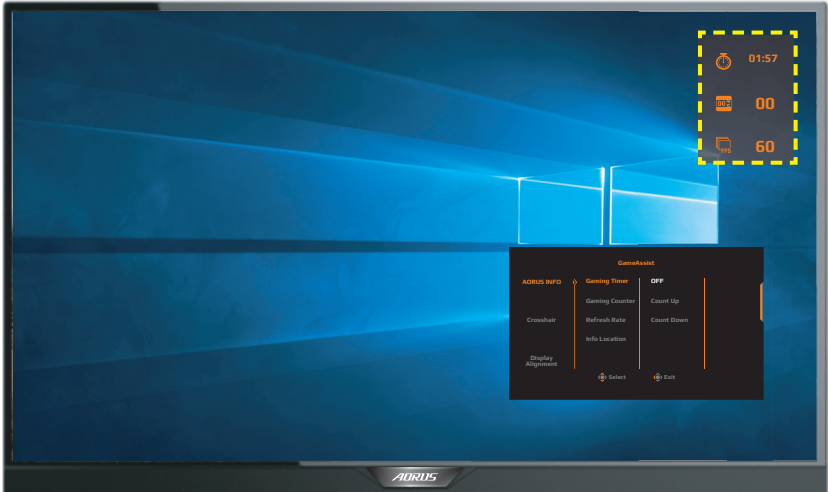 01:57
00
60
FPS
GameAssist
AORUS INFO Gaming Timer OFF
Gaming Counter Count Up
Crosshair Refresh Rate Count Down
Info Location
Display
Alignment
Select Exit
AORUS